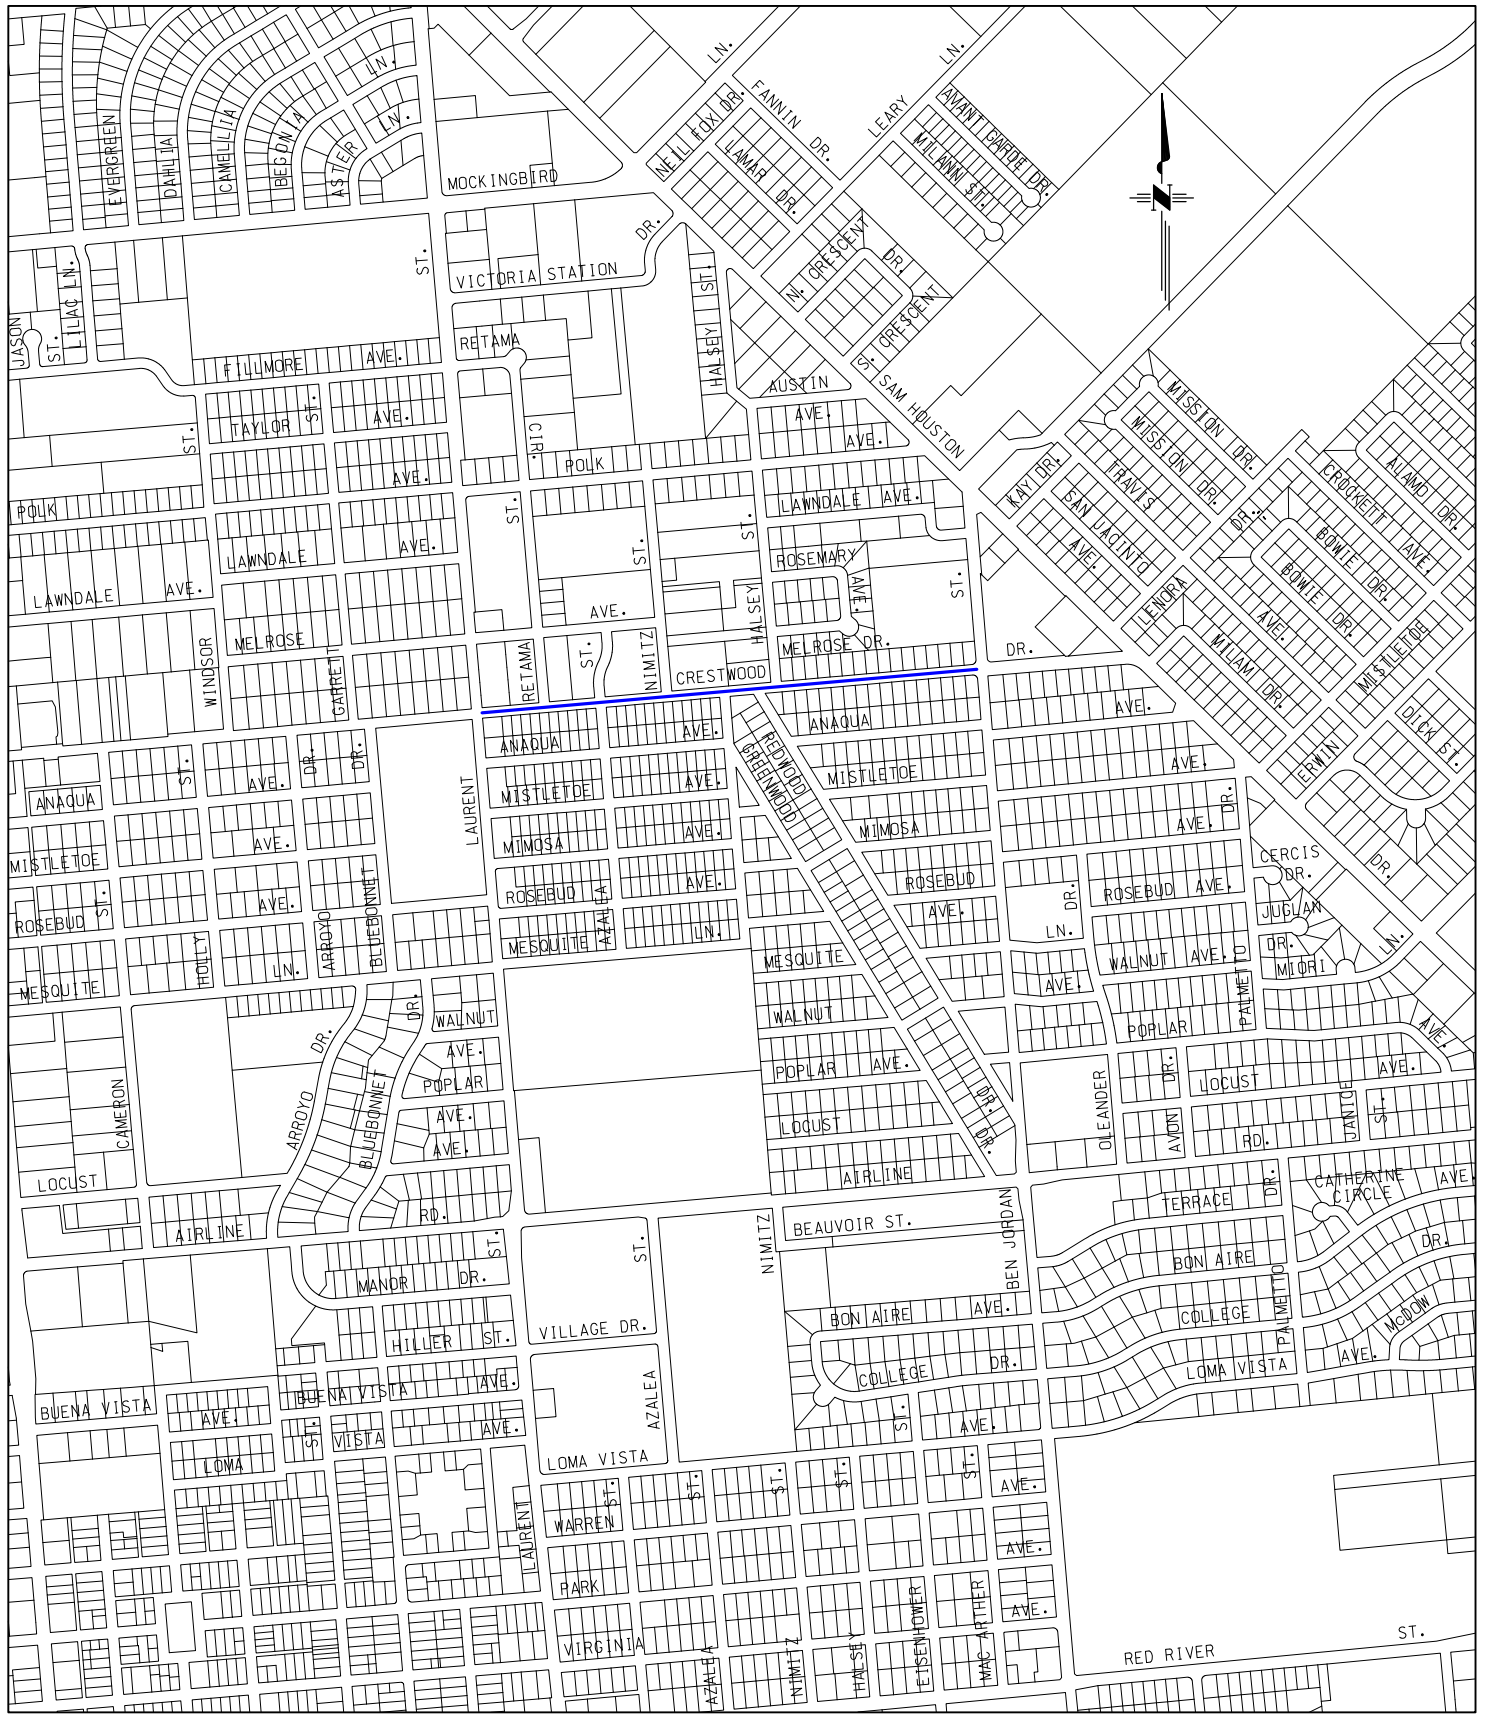 LN.
LN.
LN.
FANNIN DR.
NEILL FOX DR.
LEARY
AVANT GARDE DR.
MILANN ST.
LAMAR DR.
LN.
EVERGREEN
DAHLIA
CAMELLIA
BEGONIA
ASTER
MOCKINGBIRD
DR.
ST.
VICTORIA STATION
N. CRESCENT
DR.
S. CRESCENT
LILAC LN.
JASON
ST.
HALSEY ST.
RETAMA
FILLMORE AVE.
AUSTIN
SAM HOUSTON
AVE.
AVE.
TAYLOR ST.
AVE.
ST.
CIR.
POLK
AVE.
MISSION DR.
MISSION DR.
TRAVIS
KAY DR.
SAN JACINTO
AVE.
DR.
CROCKETT
AVE.
ALAMO DR.
BOWIE DR.
BOWIE DR.
AVE.
POLK
LAWNDALE AVE.
ST.
ST.
ST.
LAWNDALE
AVE.
ROSEMARY
AVE.
ST.
LAWNDALE
AVE.
AVE.
HALSEY
LENORA
MISTLETOE
MILAM DR.
DICK ST.
ERWIN
DR.
MELROSE
WINDSOR
GARRETT
RETAMA
ST.
NIMITZ
CRESTWOOD
MELROSE DR.
DR.
ANAQUA
AVE.
AVE.
ANAQUA
AVE.
REDWOOD
GREENWOOD
MISTLETOE
AVE.
DR.
LAURENT
MISTLETOE
AVE.
MIMOSA
AVE.
MIMOSA
AVE.
ANAQUA
ST.
AVE.
DR.
DR.
MISTLETOE
AVE.
ROSEBUD
ST.
AVE.
ROSEBUD
AVE.
ROSEBUD
AVE.
DR.
ROSEBUD AVE.
CERCIS
DR.
JUGLAN
DR.
MIORI
LN.
AVE.
MESQUITE
HOLLY
LN.
ARROYO
BLUEBONNET
MESQUITE
AZALEA
LN.
MESQUITE
LN.
AVE.
WALNUT AVE.
PALMETTO
WALNUT
AVE.
DR.
DR.
WALNUT
POPLAR
POPLAR
POPLAR AVE.
AVE.
AVE.
LOCUST
AVE.
DR.
LOCUST
DR.
DR.
OLEANDER
AVON
RD.
JANICE
ST.
CAMERON
ARROYO
BLUEBONNET
LOCUST
AIRLINE
RD.
AIRLINE
TERRACE
DR.
CATHERINE
CIRCLE
AVE.
BEAUVOIR ST.
NIMITZ
ST.
ST.
BEN JORDAN
BON AIRE
DR.
MANOR DR.
PALMETTO
COLLEGE
MCDOW
BON AIRE AVE.
HILLER ST.
VILLAGE DR.
COLLEGE DR.
LOMA VISTA
AVE.
BUENA VISTA
AVE.
BUENA VISTA
AVE.
AZALEA
ST.
AVE.
ST.
VISTA
AVE.
LOMA
LOMA VISTA
ST.
ST.
ST.
ST.
ST.
AVE.
WARREN
LAURENT
AVE.
PARK
AVE.
VIRGINIA
AZALEA
NIMITZ
HALSEY
EISENHOWER
MAC ARTHER
RED RIVER
ST.